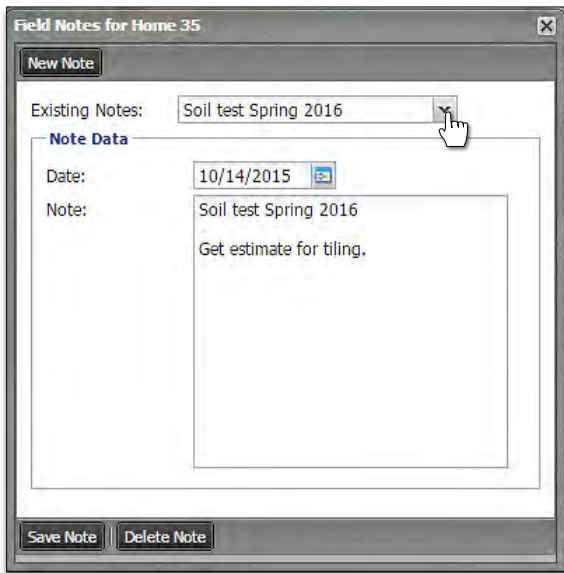 Field Notes for Home 35
New Note
Existing Notes: Soil test Spring 2016
Note Data
Date: 10/14/2015
Note: Soil test Spring 2016
Get estimate for tiling.
Save Note Delete Note